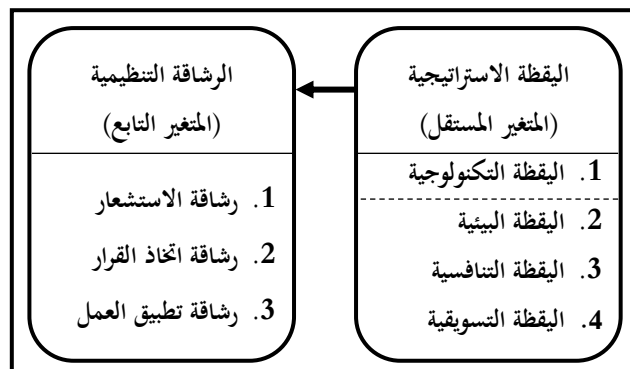 اليقظة الاستراتيجية
(المتغير المستقل)
1. اليقظة التكنولوجية
2. اليقظة البيئية
3. اليقظة التنافسية
4. اليقظة التسويقية
الرشاقة التنظيمية
(المتغير التابع)
1. رشاقة الاستشعار
2. رشاقة اتخاذ القرار
3. رشاقة تطبيق العمل